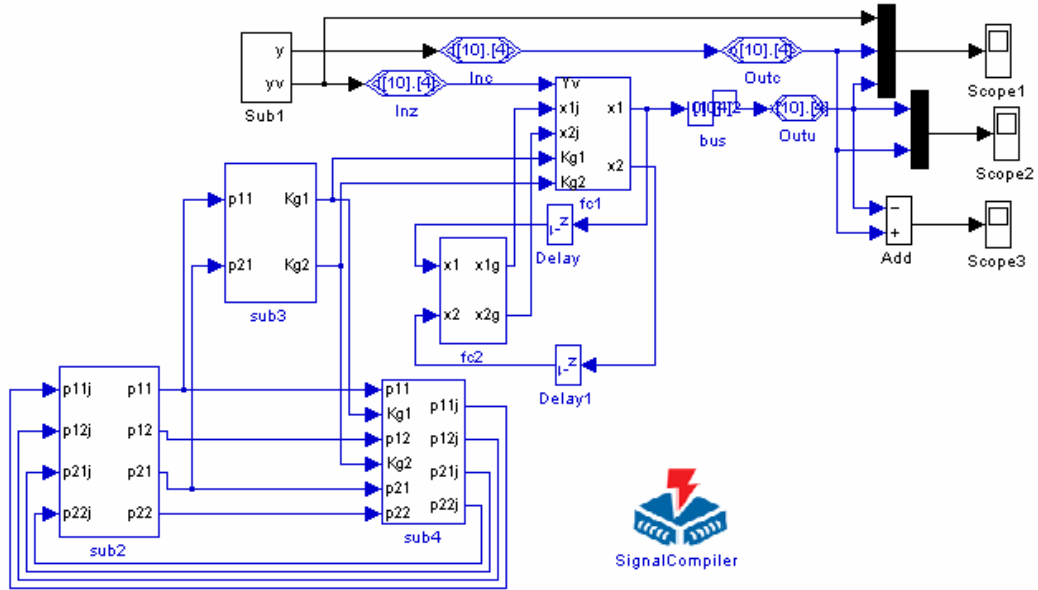 y
yv
Sub1
([10].[4])
Inc
([10].[4])
Inz
([10].[4])
Outc
Scope1
Yv
x1j
x2j
Kg1
Kg2
x1
x2
fc1
bus
([10].[4])
Outu
Scope2
p11
p21
Kg1
Kg2
sub3
Delay
x1
x2
x1g
x2g
fc2
Delay1
−
+
Add
Scope3
p11j
p12j
p21j
p22j
p11
p12
p21
p22
sub2
p11
Kg1
p12
Kg2
p21
p22
p11j
p12j
p21j
p22j
sub4
SignalCompiler